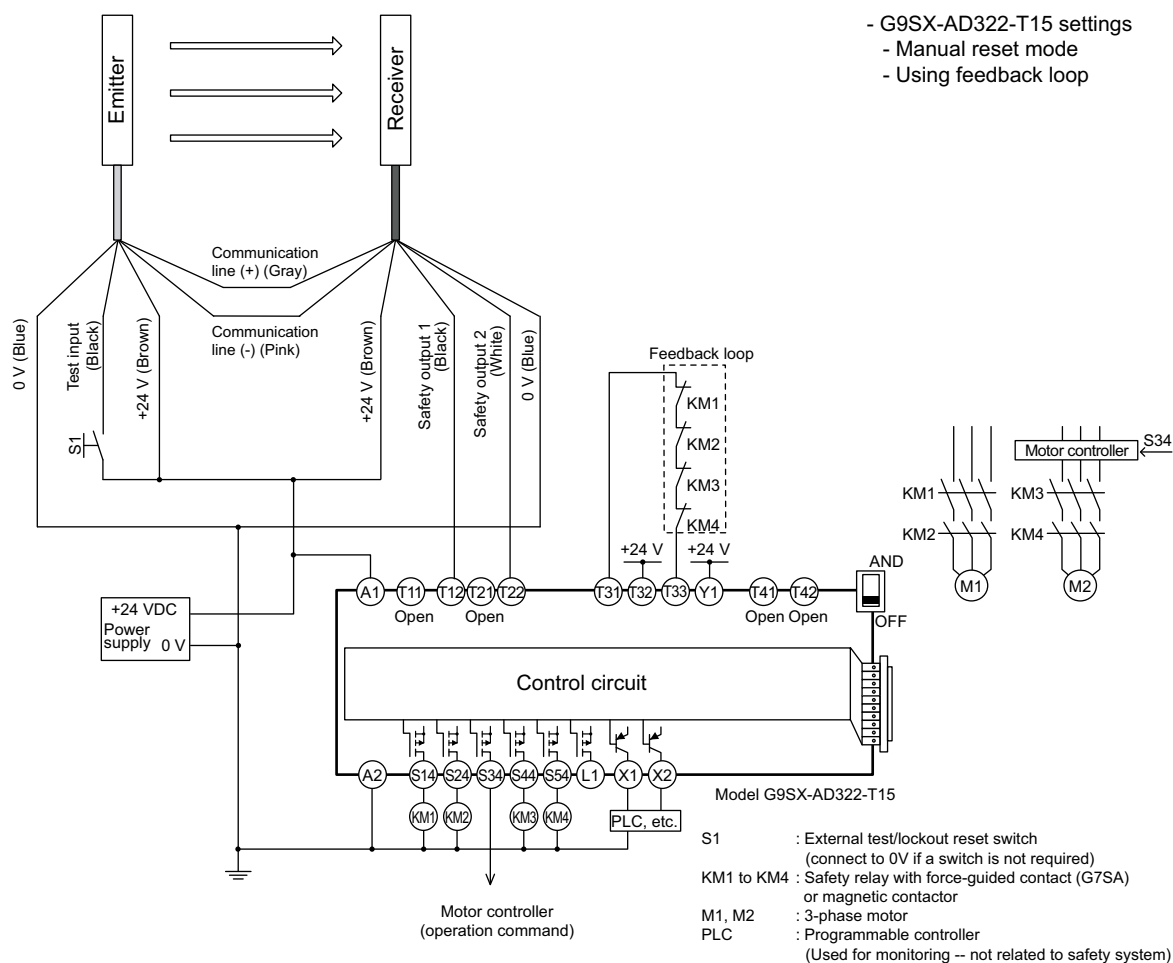 - G9SX-AD322-T15 settings
- Manual reset mode
- Using feedback loop
Emitter
Receiver
Communication
line (+) (Gray)
Communication
line (-) (Pink)
0 V (Blue)
Test input
(Black)
+24 V (Brown)
+24 V (Brown)
Safety output 1
(Black)
Safety output 2
(White)
0 V (Blue)
S1
Feedback loop
KM1
KM2
KM3
KM4
+24 V
+24 V
Motor controller
S34
KM1
KM3
KM2
KM4
M1
M2
AND
OFF
A1
T11
T12
T21
T22
T31
T32
T33
Y1
T41
T42
Open
Open
Open
Open
+24 VDC
Power
supply
0 V
Control circuit
A2
S14
S24
S34
S44
S54
L1
X1
X2
Model G9SX-AD322-T15
KM1
KM2
KM3
KM4
PLC, etc.
Motor controller
(operation command)
S1 : External test/lockout reset switch
(connect to 0V if a switch is not required)
KM1 to KM4 : Safety relay with force-guided contact (G7SA)
or magnetic contactor
M1, M2 : 3-phase motor
PLC : Programmable controller
(Used for monitoring -- not related to safety system)